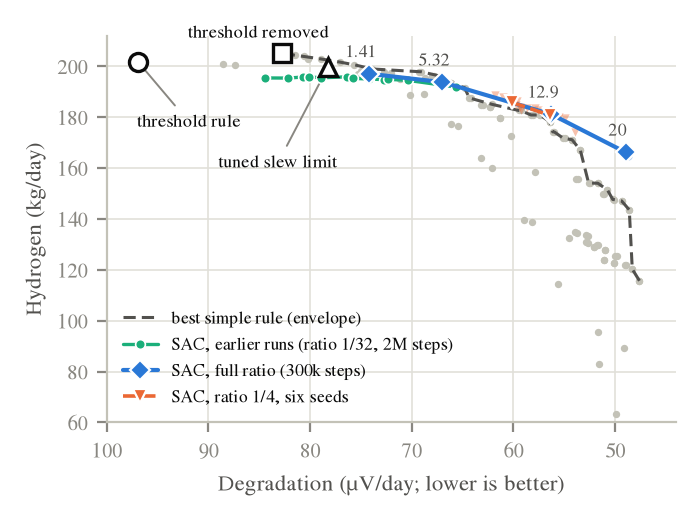 threshold removed
1.41
5.32
12.9
20
threshold rule
tuned slew limit
200
180
160
140
120
100
80
60
Hydrogen (kg/day)
best simple rule (envelope)
SAC, earlier runs (ratio 1/32, 2M steps)
SAC, full ratio (300k steps)
SAC, ratio 1/4, six seeds
100
90
80
70
60
50
Degradation (µV/day; lower is better)